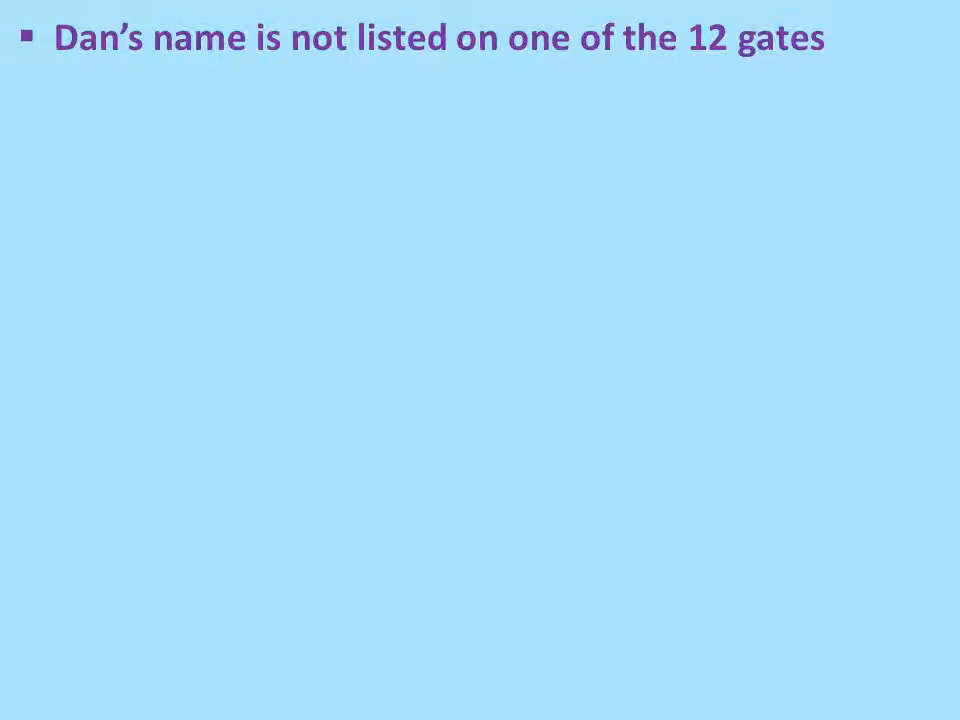 ▪ Dan’s name is not listed on one of the 12 gates